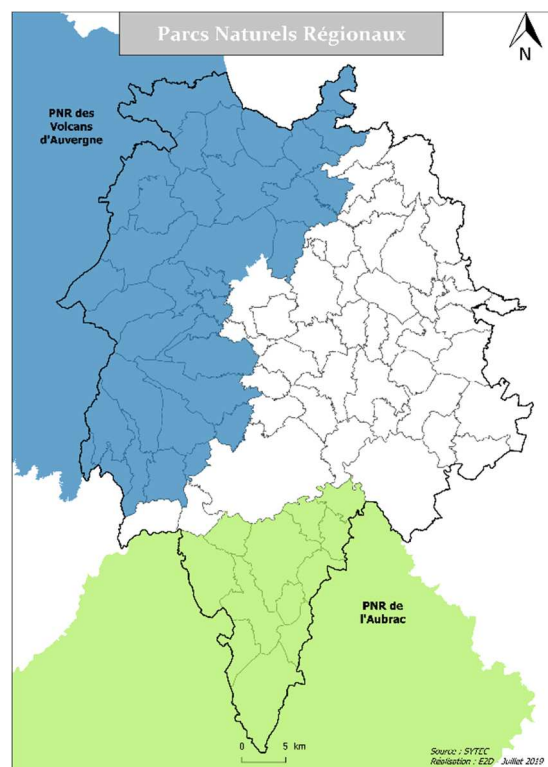 Parcs Naturels Régionaux
N
PNR des
Volcans
d'Auvergne
PNR de
l'Aubrac
0 5 km
Source : SYTEC
Réalisation : E2D - Juillet 2019